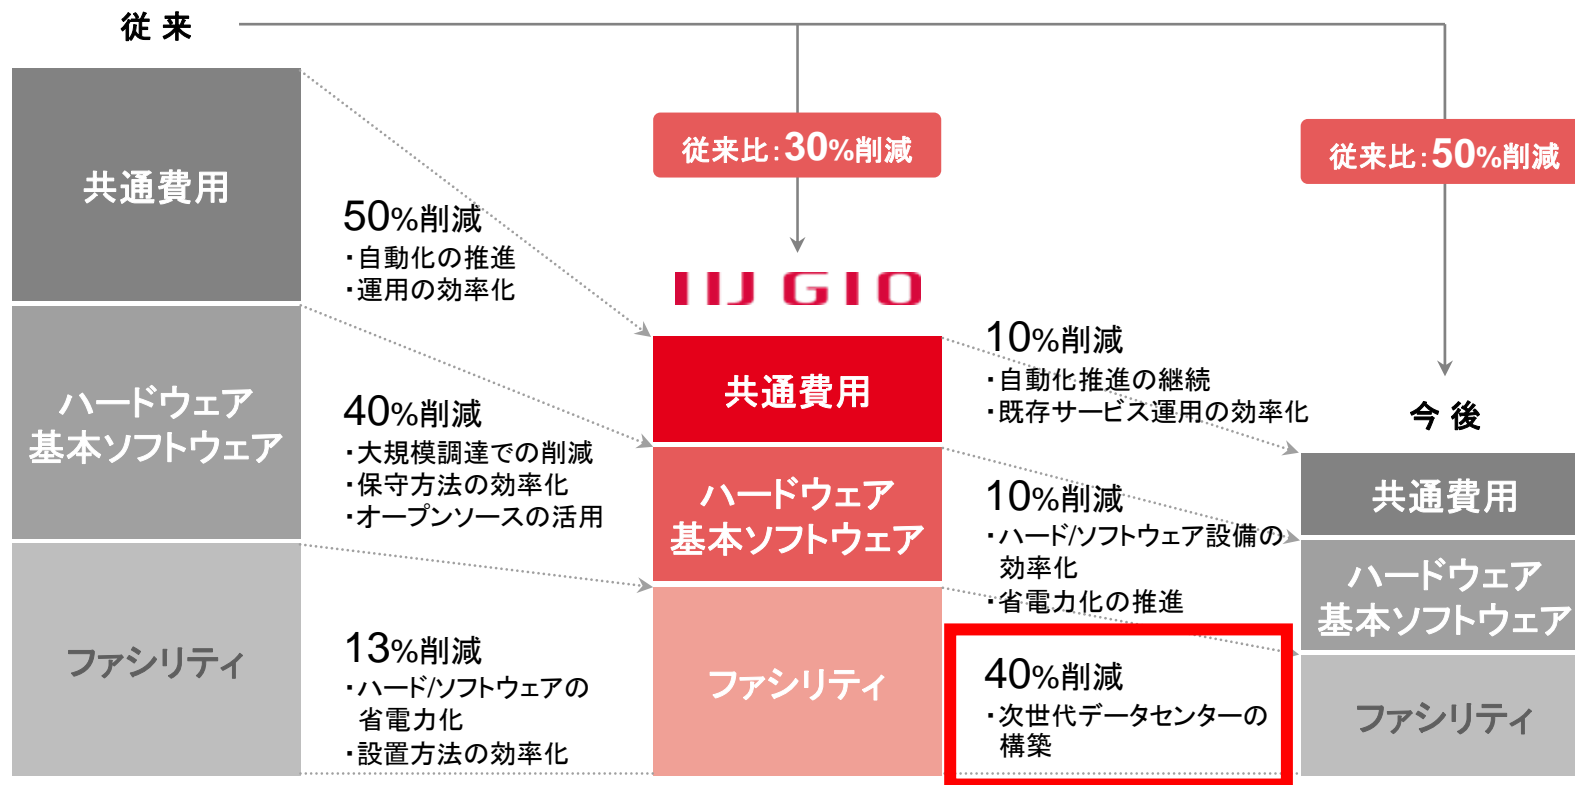 従来
共通費用
ハードウェア
基本ソフトウェア
ファシリティ
50%削減
・自動化の推進
・運用の効率化
40%削減
・大規模調達での削減
・保守方法の効率化
・オープンソースの活用
13%削減
・ハード/ソフトウェアの
省電力化
・設置方法の効率化
従来比：30%削減
IIJ GIO
共通費用
ハードウェア
基本ソフトウェア
ファシリティ
10%削減
・自動化推進の継続
・既存サービス運用の効率化
10%削減
・ハード/ソフトウェア設備の
効率化
・省電力化の推進
40%削減
・次世代データセンターの
構築
従来比：50%削減
今後
共通費用
ハードウェア
基本ソフトウェア
ファシリティ